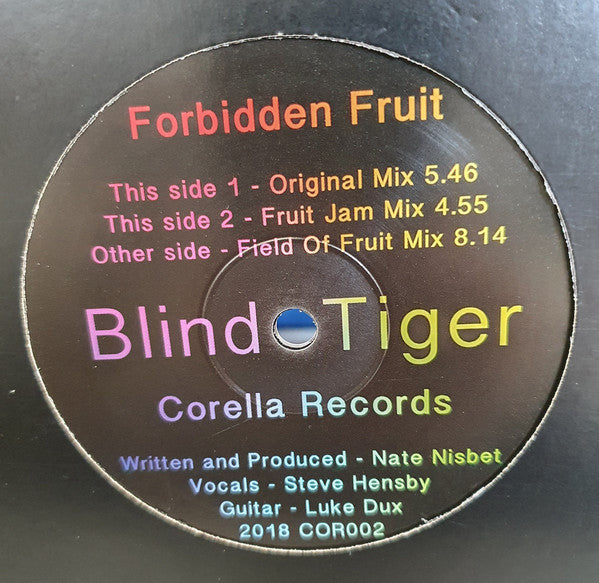 Forbidden Fruit
This side 1 - Original Mix 5.46
This side 2 - Fruit Jam Mix 4.55
Other side - Field Of Fruit Mix 8.14
Blind Tiger
Corella Records
Written and Produced - Nate Nisbet
Vocals - Steve Hensby
Guitar - Luke Dux
2018 COR002